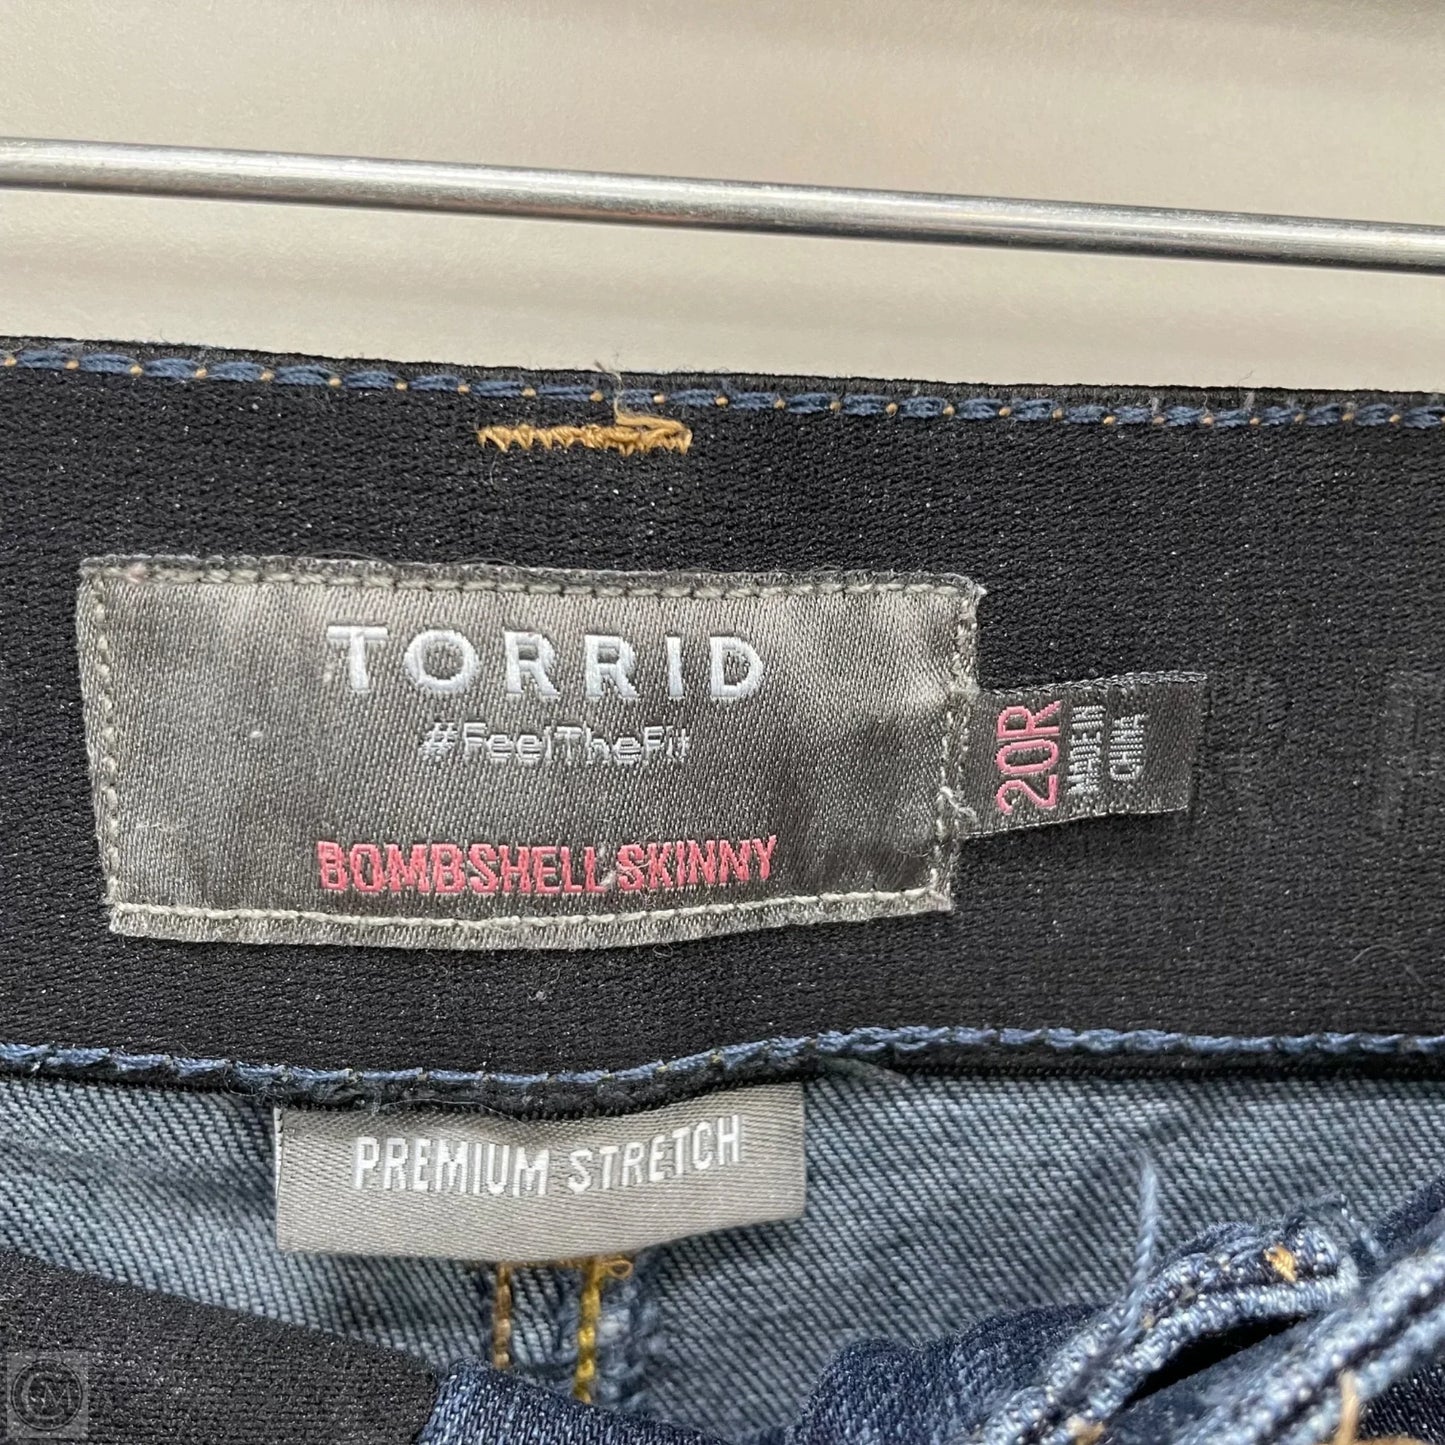 TORRID
#FeelTheFit
BOMBSHELL SKINNY
20R
MADE IN
CHINA
PREMIUM STRETCH